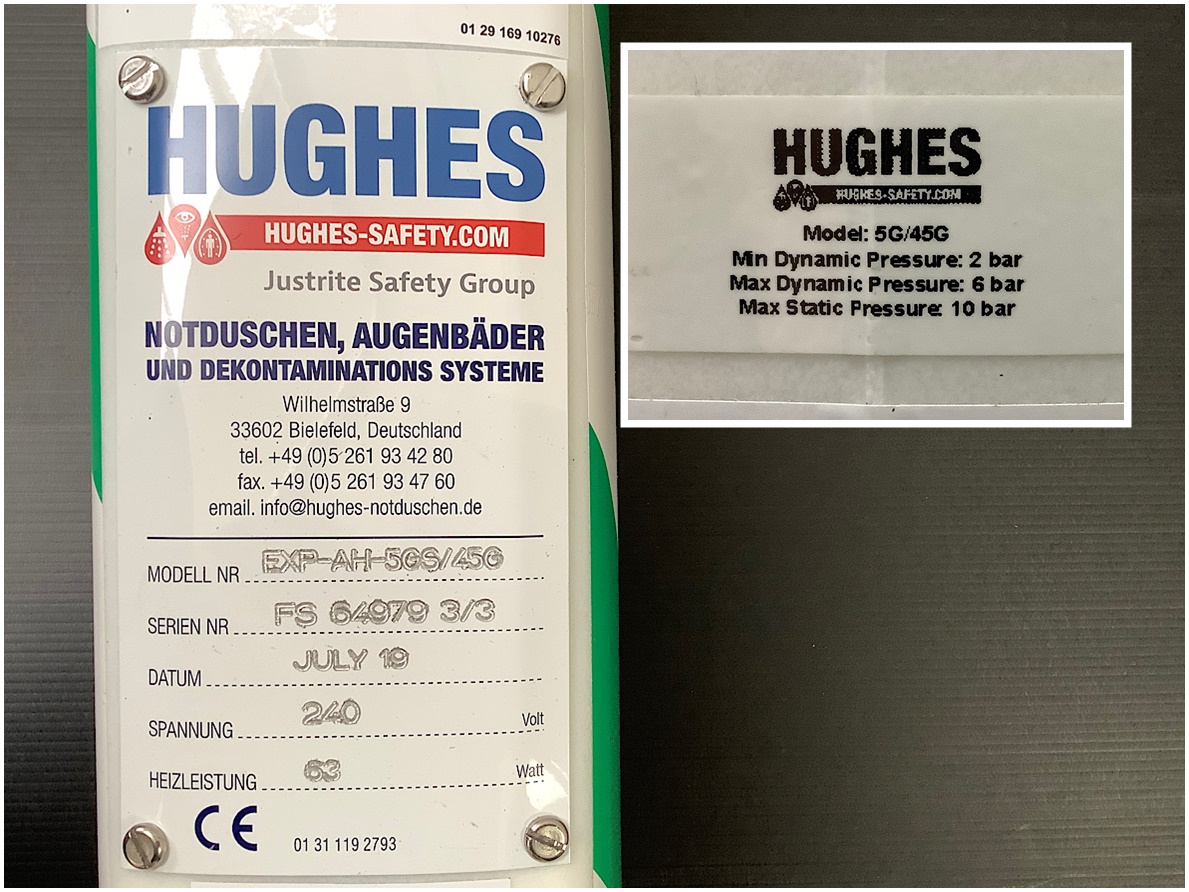 01 29 169 10276
HUGHES
HUGHES-SAFETY.COM
Justrite Safety Group
NOTDUSCHEN, AUGENBÄDER
UND DEKONTAMINATIONS SYSTEME
Wilhelmstraße 9
33602 Bielefeld, Deutschland
tel. +49 (0)5 261 93 42 80
fax. +49 (0)5 261 93 47 60
email. info@hughes-notduschen.de
MODELL NR EXP-AH-5GS/45G
SERIEN NR FS 64979 3/3
DATUM JULY 19
SPANNUNG 240 Volt
HEIZLEISTUNG 63 Watt
CE 01 31 119 2793
HUGHES
HUGHES-SAFETY.COM
Model: 5G/45G
Min Dynamic Pressure: 2 bar
Max Dynamic Pressure: 6 bar
Max Static Pressure: 10 bar